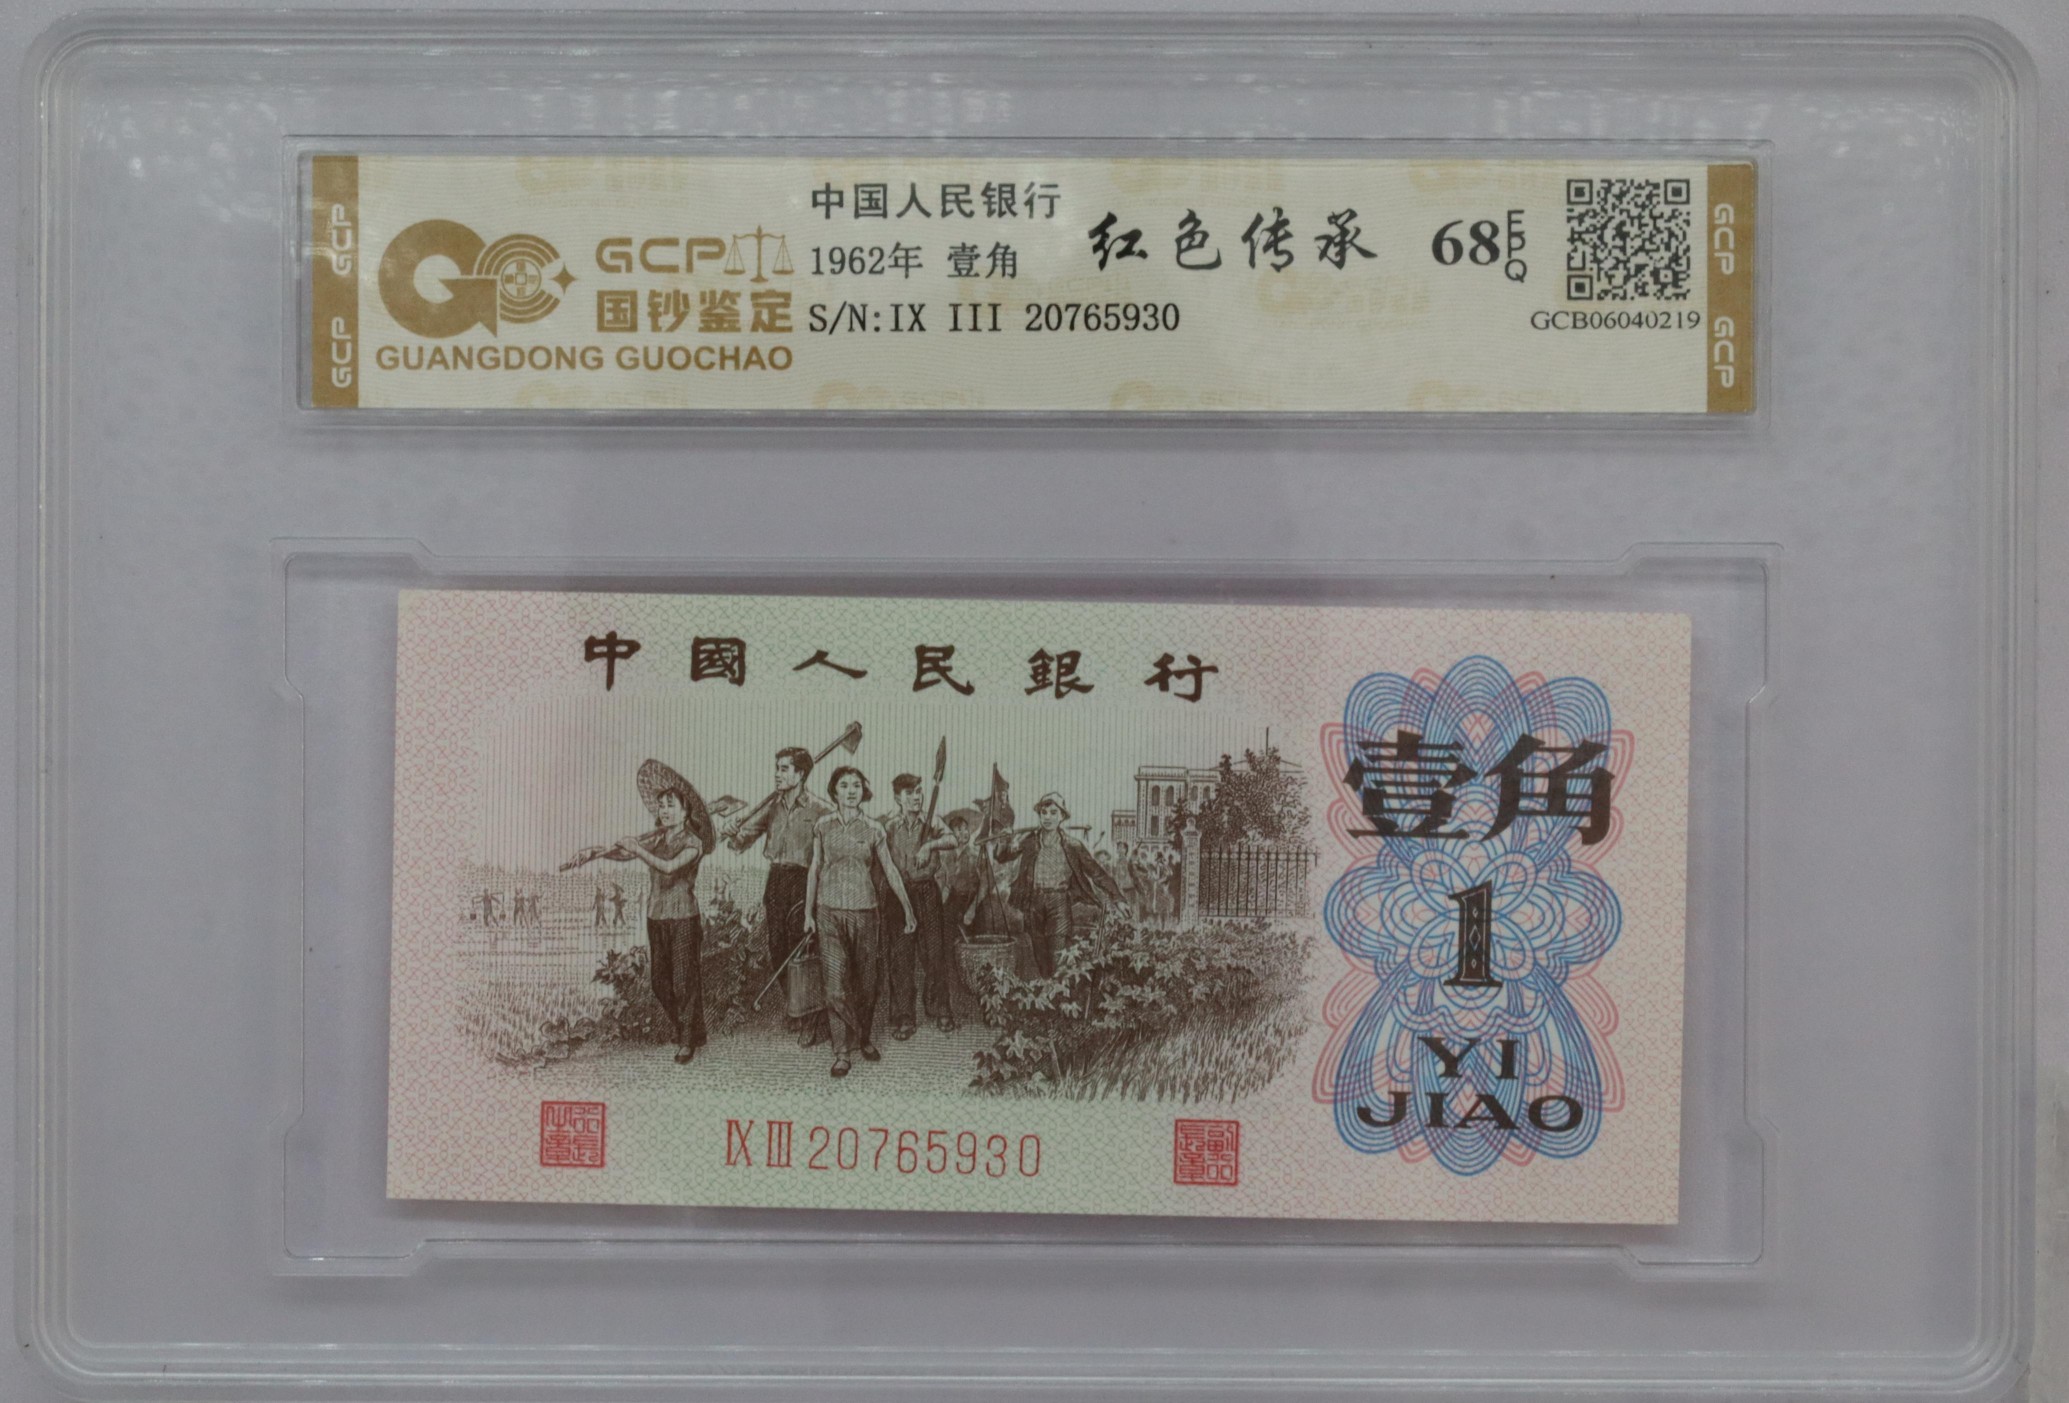 GCP GCP
GCP
国钞鉴定
GUANGDONG GUOCHAO
中国人民银行
1962年 壹角
S/N:IX III 20765930
红色传承
68 EPQ
GCB06040219
GCP GCP
中國人民銀行
壹角
1
YI
JIAO
IX III 20765930